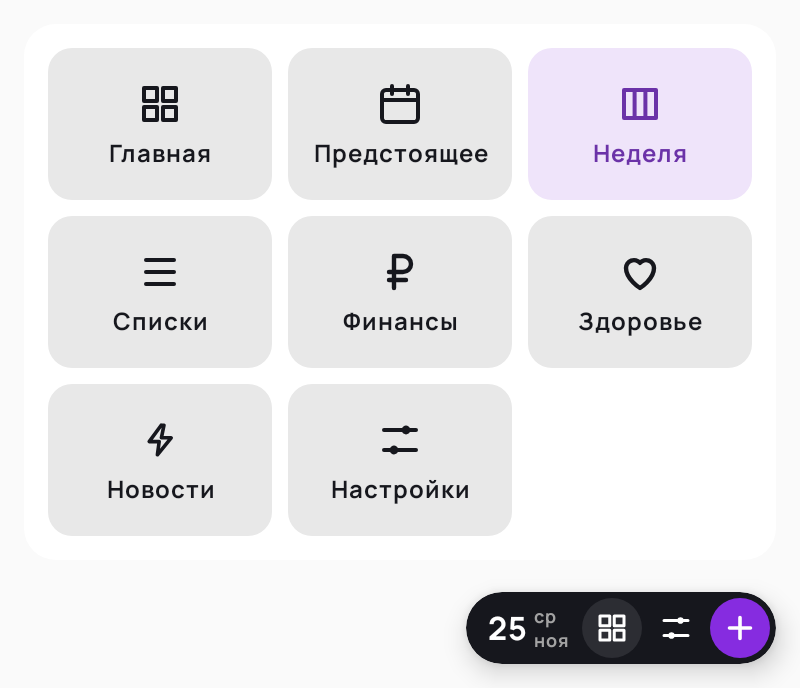 Главная
Предстоящее
Неделя
Списки
Финансы
Здоровье
Новости
Настройки
25 ср
ноя